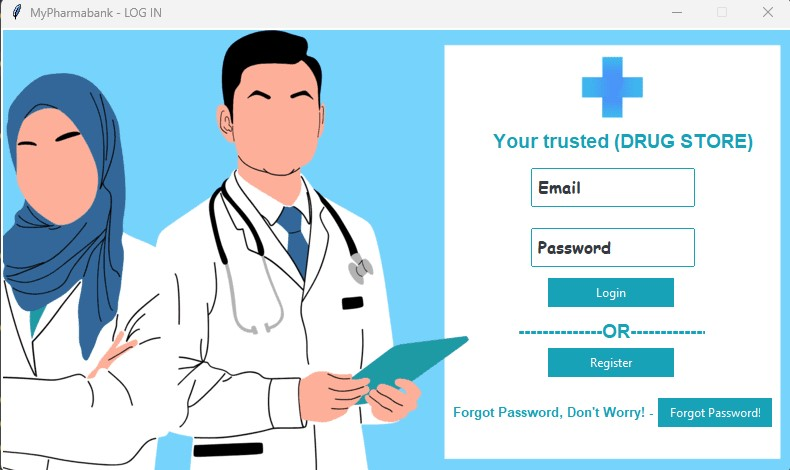 MyPharmabank - LOG IN
Your trusted (DRUG STORE)
Email
Password
Login
--------------OR-------------
Register
Forgot Password, Don't Worry! - Forgot Password!